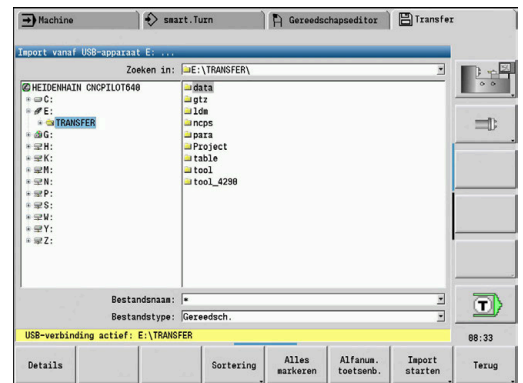 Machine
smart.Turn
Gereedschapseditor
Transfer
Import vanaf USB-apparaat E: ...
Zoeken in: E:\TRANSFER\
HEIDENHAIN CNCPILOT640
C:
E:
TRANSFER
G:
H:
K:
M:
N:
P:
S:
W:
Y:
Z:
data
gtz
ldm
ncps
para
Project
table
tool
tool_4290
Bestandsnaam: *
Bestandstype: Gereedsch.
USB-verbinding actief: E:\TRANSFER
T
08:33
Details
Sortering
Alles markeren
Alfanum. toetsenb.
Import starten
Terug